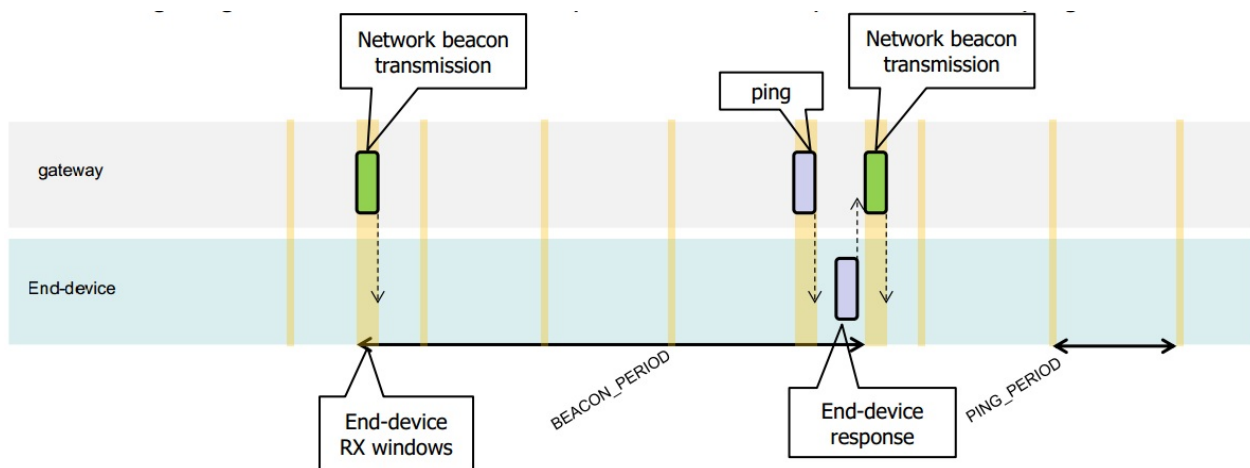 Network beacon
transmission
Network beacon
transmission
ping
gateway
End-device
BEACON_PERIOD
PING_PERIOD
End-device
RX windows
End-device
response